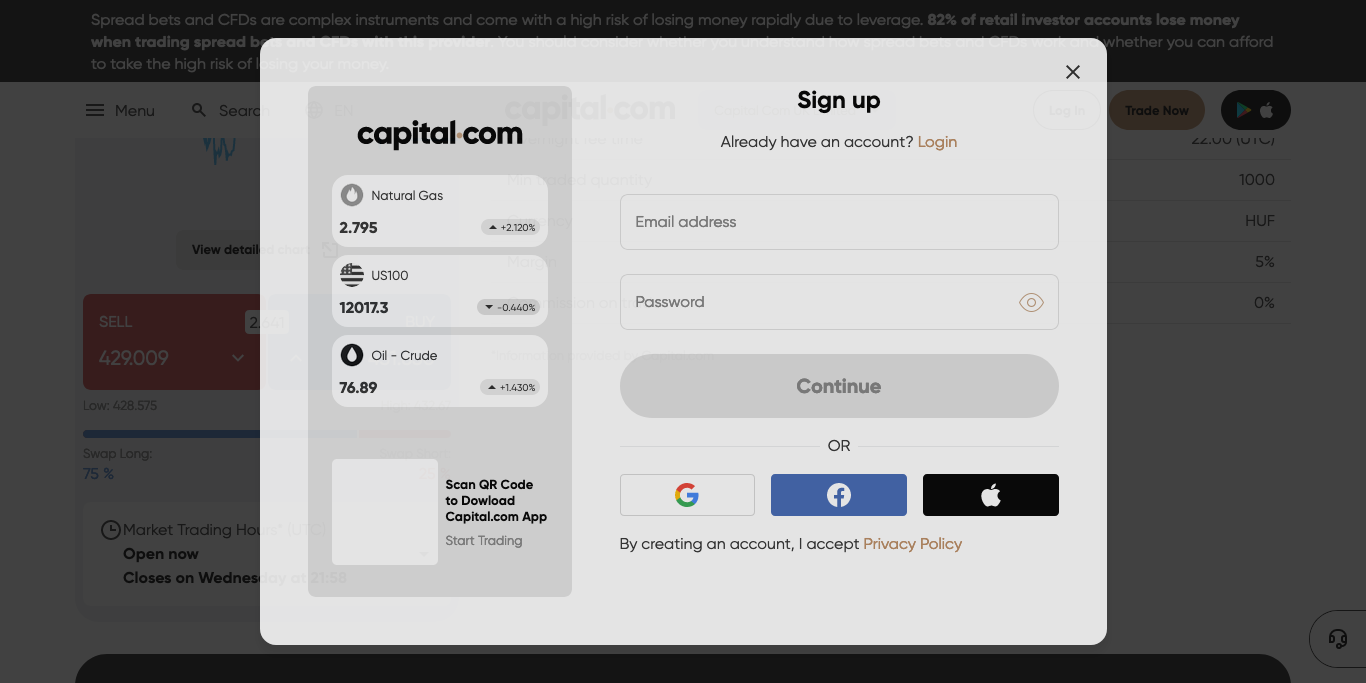 Spread bets and CFDs are complex instruments and come with a high risk of losing money rapidly due to leverage. 82% of retail investor accounts lose money
when trading spread bets and CFDs with this provider. You should consider whether you understand how spread bets and CFDs work and whether you can afford
to take the high risk of losing your money.
Menu
Search
EN
capital.com
Log In
Trade Now
22:00 (UTC)
Min traded quantity
1000
Currency
HUF
Margin
5%
0%
View detailed chart
SELL
429.009
BUY
Low: 428.575
Swap Long:
75 %
Market Trading Hours* (UTC)
Open now
Closes on Wednesday at 21:58
capital.com
Natural Gas
2.795
+2.120%
US100
12017.3
-0.440%
Oil - Crude
76.89
+1.430%
Scan QR Code
to Dowload
Capital.com App
Start Trading
Sign up
Already have an account? Login
Email address
Password
Continue
OR
By creating an account, I accept Privacy Policy